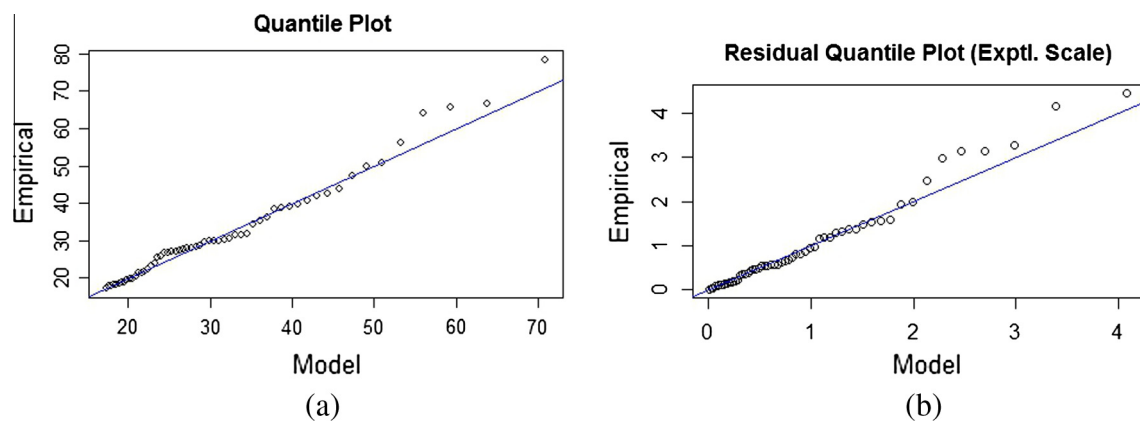 Quantile Plot
Empirical
80
70
60
50
40
30
20
20 30 40 50 60 70
Model
(a)
Residual Quantile Plot (Exptl. Scale)
Empirical
4
3
2
1
0
0 1 2 3 4
Model
(b)